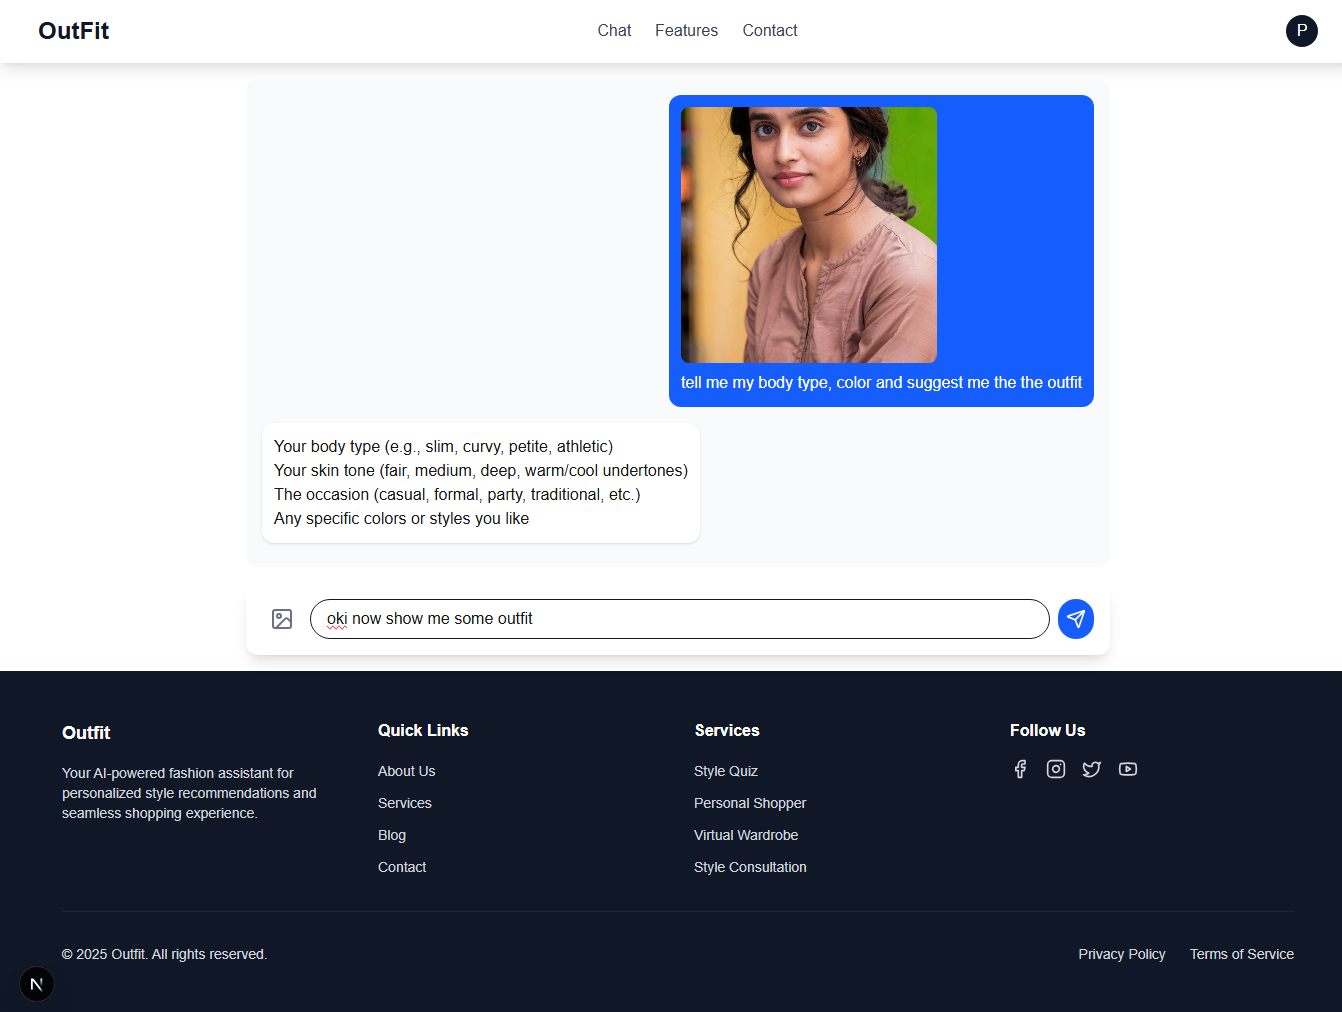 OutFit
Chat Features Contact
P
tell me my body type, color and suggest me the the outfit
Your body type (e.g., slim, curvy, petite, athletic)
Your skin tone (fair, medium, deep, warm/cool undertones)
The occasion (casual, formal, party, traditional, etc.)
Any specific colors or styles you like
oki now show me some outfit
Outfit
Your AI-powered fashion assistant for
personalized style recommendations and
seamless shopping experience.
Quick Links
About Us
Services
Blog
Contact
Services
Style Quiz
Personal Shopper
Virtual Wardrobe
Style Consultation
Follow Us
© 2025 Outfit. All rights reserved.
Privacy Policy Terms of Service
N